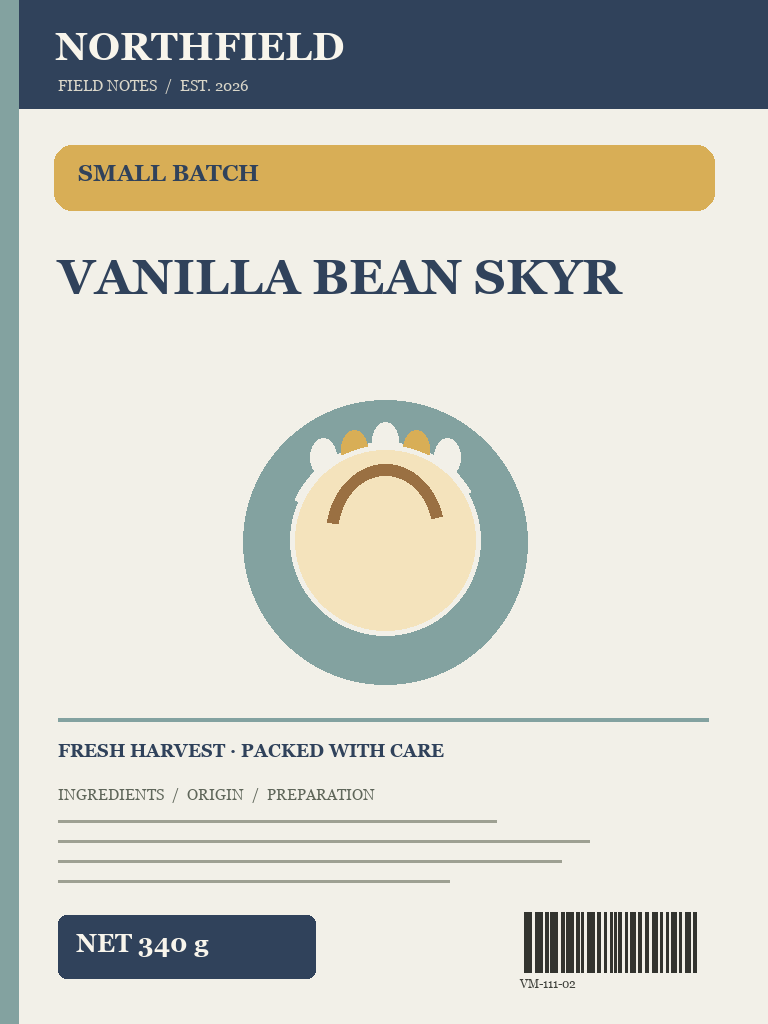 NORTHFIELD
FIELD NOTES / EST. 2026
SMALL BATCH
VANILLA BEAN SKYR
FRESH HARVEST · PACKED WITH CARE
INGREDIENTS / ORIGIN / PREPARATION
NET 340 g
VM-111-02